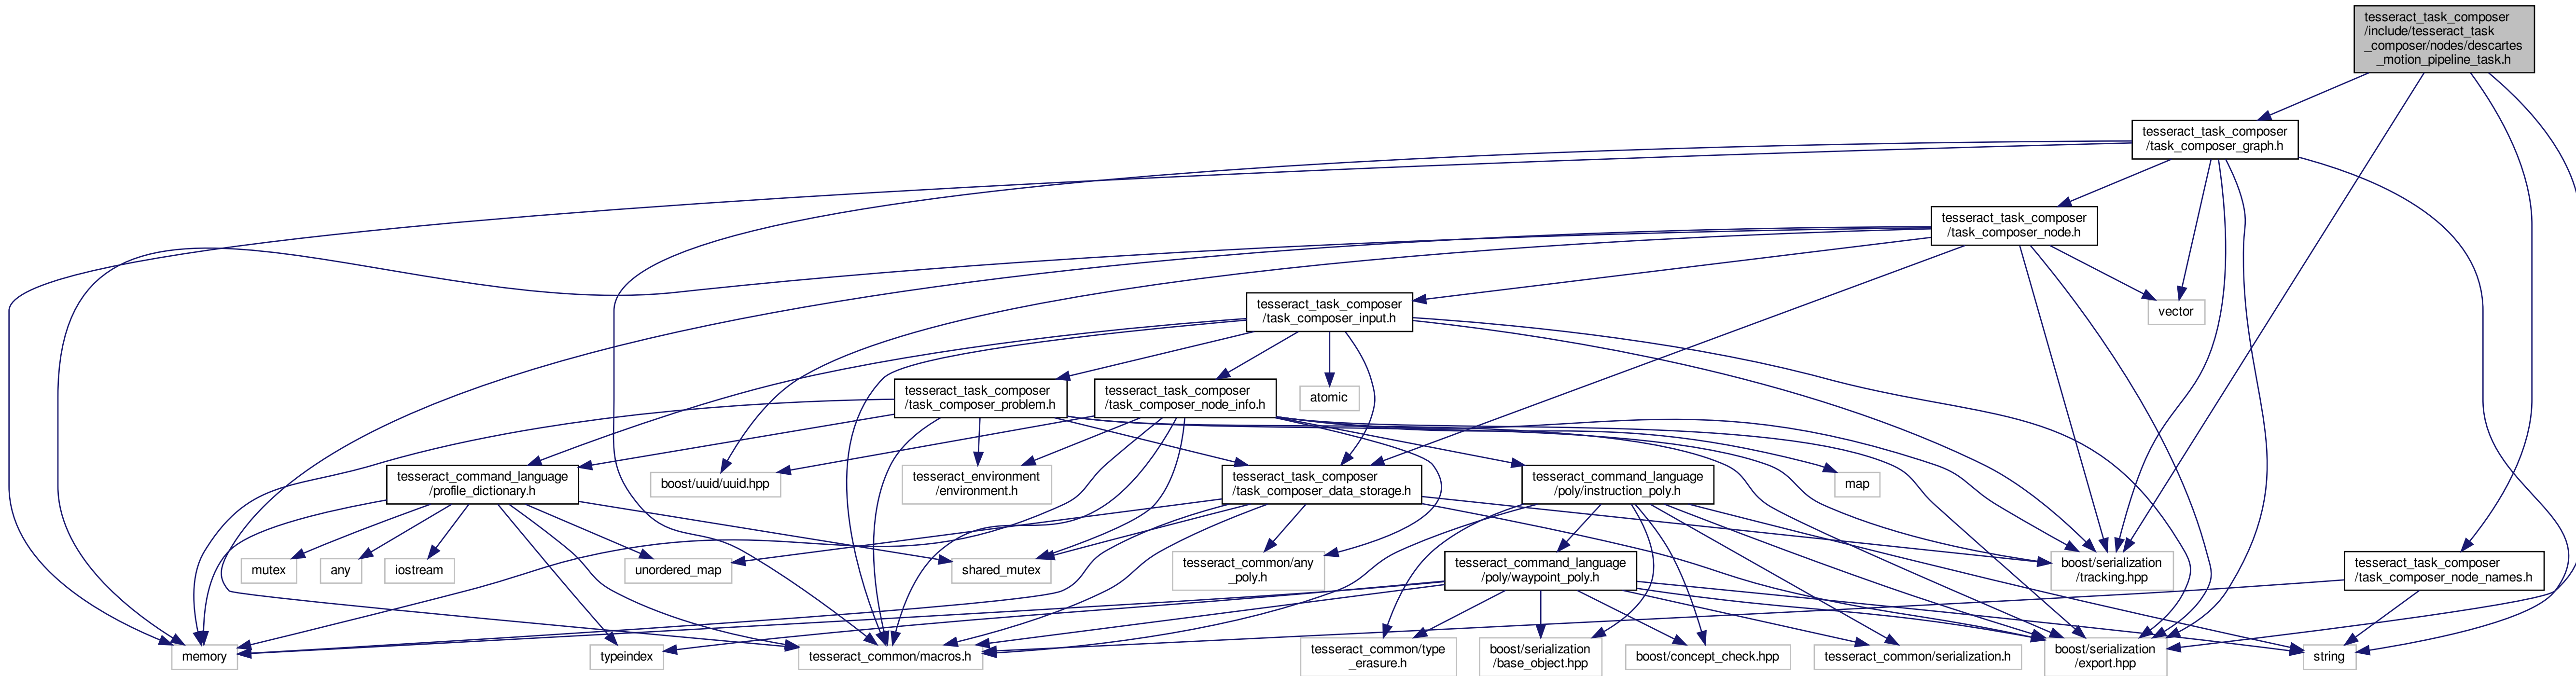 tesseract_task_composer
/include/tesseract_task
_composer/nodes/descartes
_motion_pipeline_task.h
tesseract_task_composer
/task_composer_graph.h
tesseract_task_composer
/task_composer_node.h
tesseract_task_composer
/task_composer_input.h
vector
tesseract_task_composer
/task_composer_problem.h
tesseract_task_composer
/task_composer_node_info.h
atomic
tesseract_command_language
/profile_dictionary.h
boost/uuid/uuid.hpp
tesseract_environment
/environment.h
tesseract_task_composer
/task_composer_data_storage.h
tesseract_command_language
/poly/instruction_poly.h
map
mutex
any
iostream
unordered_map
shared_mutex
tesseract_common/any
_poly.h
tesseract_command_language
/poly/waypoint_poly.h
boost/serialization
/tracking.hpp
tesseract_task_composer
/task_composer_node_names.h
memory
typeindex
tesseract_common/macros.h
tesseract_common/type
_erasure.h
boost/serialization
/base_object.hpp
boost/concept_check.hpp
tesseract_common/serialization.h
boost/serialization
/export.hpp
string